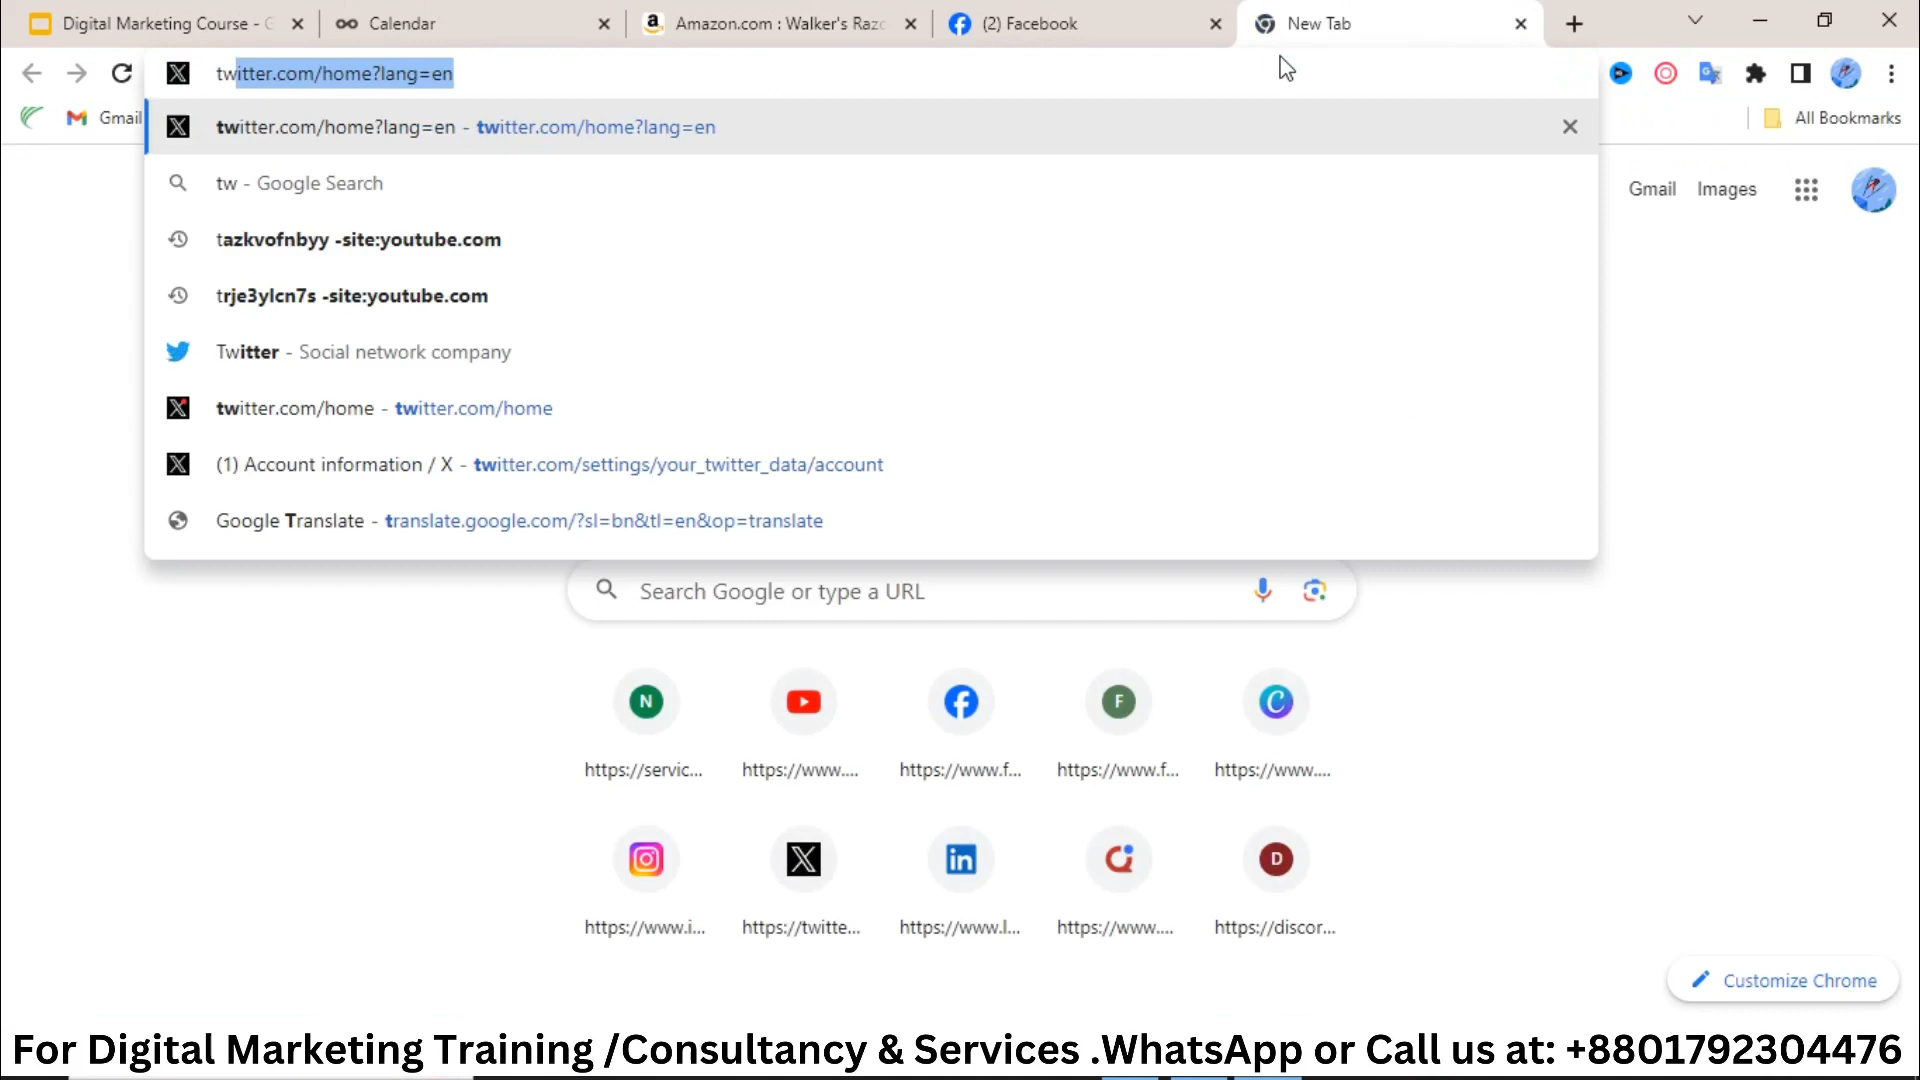 Digital Marketing Course - G
Calendar
Amazon.com : Walker's Razo
(2) Facebook
New Tab
twitter.com/home?lang=en
Gmail
twitter.com/home?lang=en - twitter.com/home?lang=en
All Bookmarks
tw - Google Search
Gmail
Images
tazkvofnbyy -site:youtube.com
trje3ylcn7s -site:youtube.com
Twitter - Social network company
twitter.com/home - twitter.com/home
(1) Account information / X - twitter.com/settings/your_twitter_data/account
Google Translate - translate.google.com/?sl=bn&tl=en&op=translate
Search Google or type a URL
N
F
https://servic...
https://www....
https://www.f...
https://www.f...
https://www....
D
https://www.i...
https://twitte...
https://www.l...
https://www....
https://discor...
Customize Chrome
For Digital Marketing Training /Consultancy & Services .WhatsApp or Call us at: +8801792304476